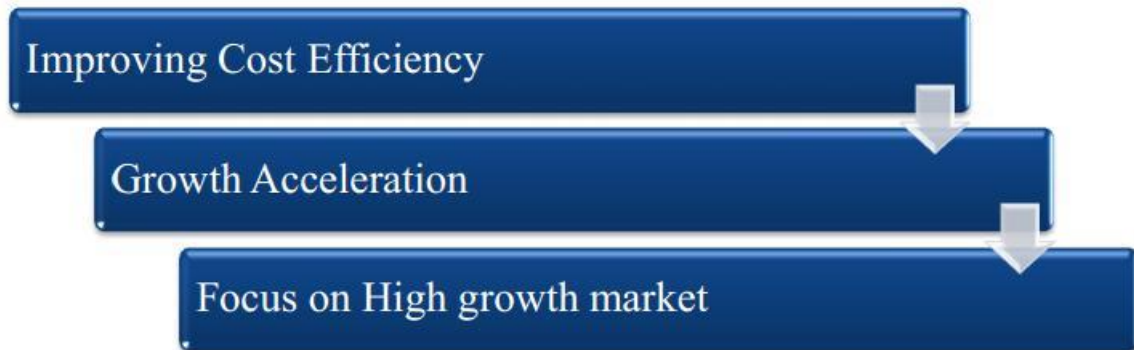 Improving Cost Efficiency
Growth Acceleration
Focus on High growth market